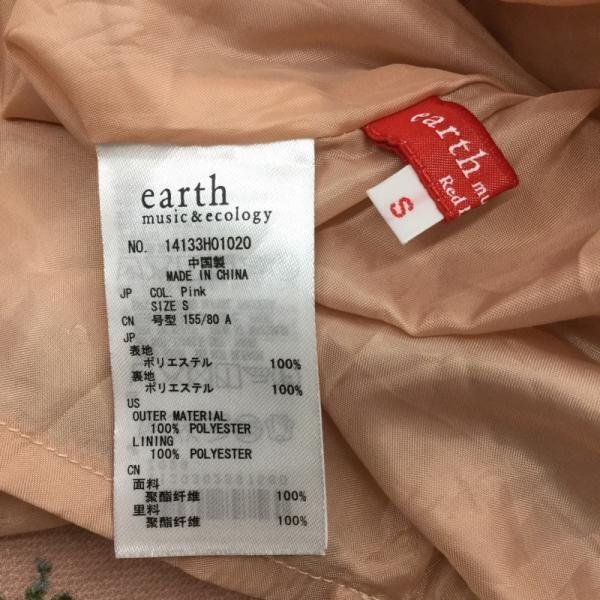 earth
music&ecology
NO. 14133H01020
中国製
MADE IN CHINA
JP COL. Pink
SIZE S
CN 号型 155/80 A
JP
表地
ポリエステル 100%
裏地
ポリエステル 100%
US
OUTER MATERIAL
100% POLYESTER
LINING
100% POLYESTER
CN
面料
聚酯纤维 100%
里料
聚酯纤维 100%
earth
Red
S